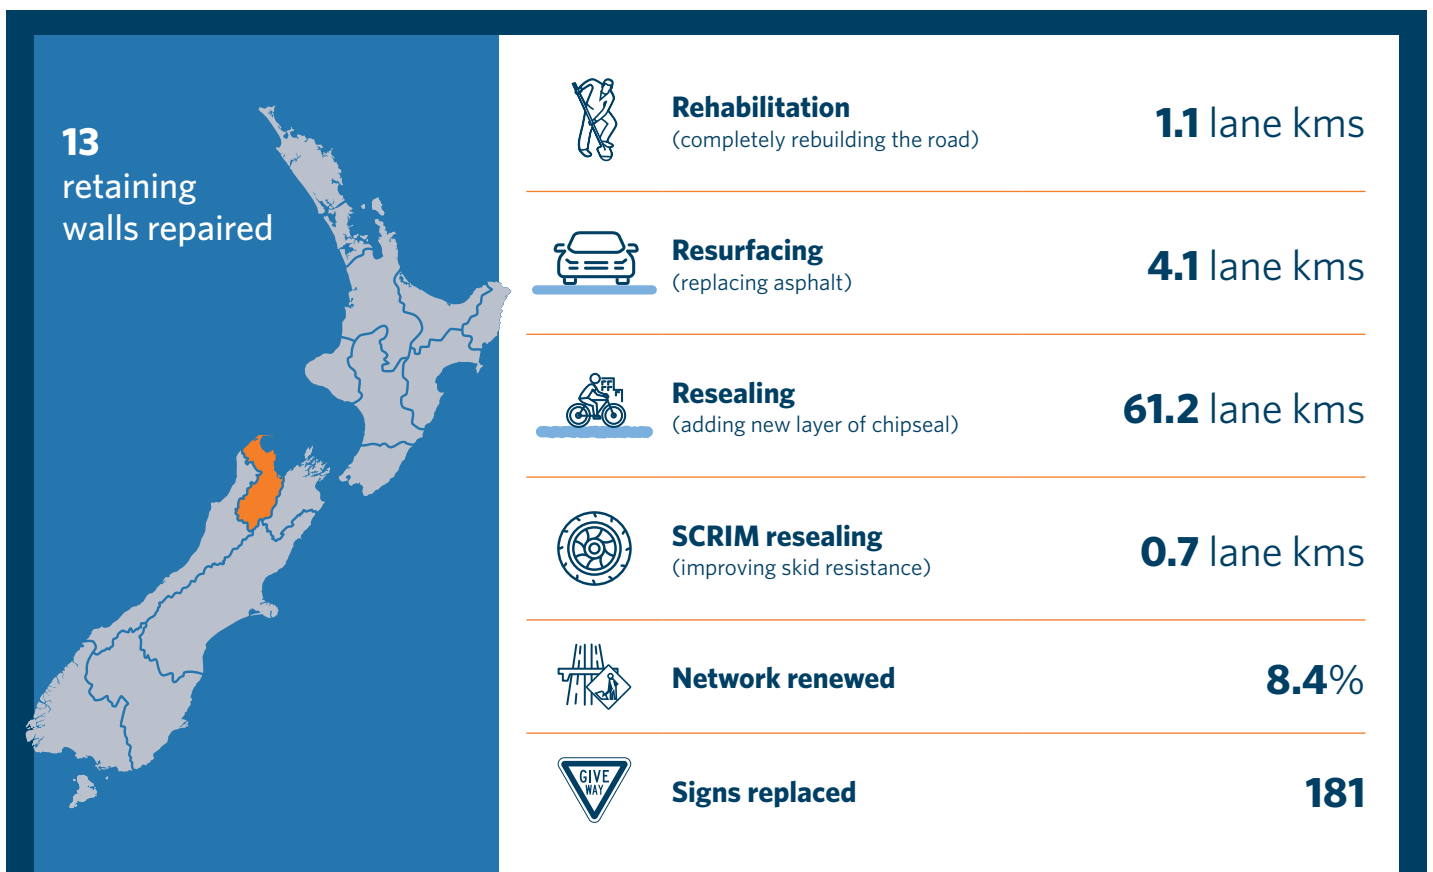 13
retaining
walls repaired
Rehabilitation
(completely rebuilding the road)
1.1 lane kms
Resurfacing
(replacing asphalt)
4.1 lane kms
Resealing
(adding new layer of chipseal)
61.2 lane kms
SCRIM resealing
(improving skid resistance)
0.7 lane kms
Network renewed
8.4%
GIVE
WAY
Signs replaced
181